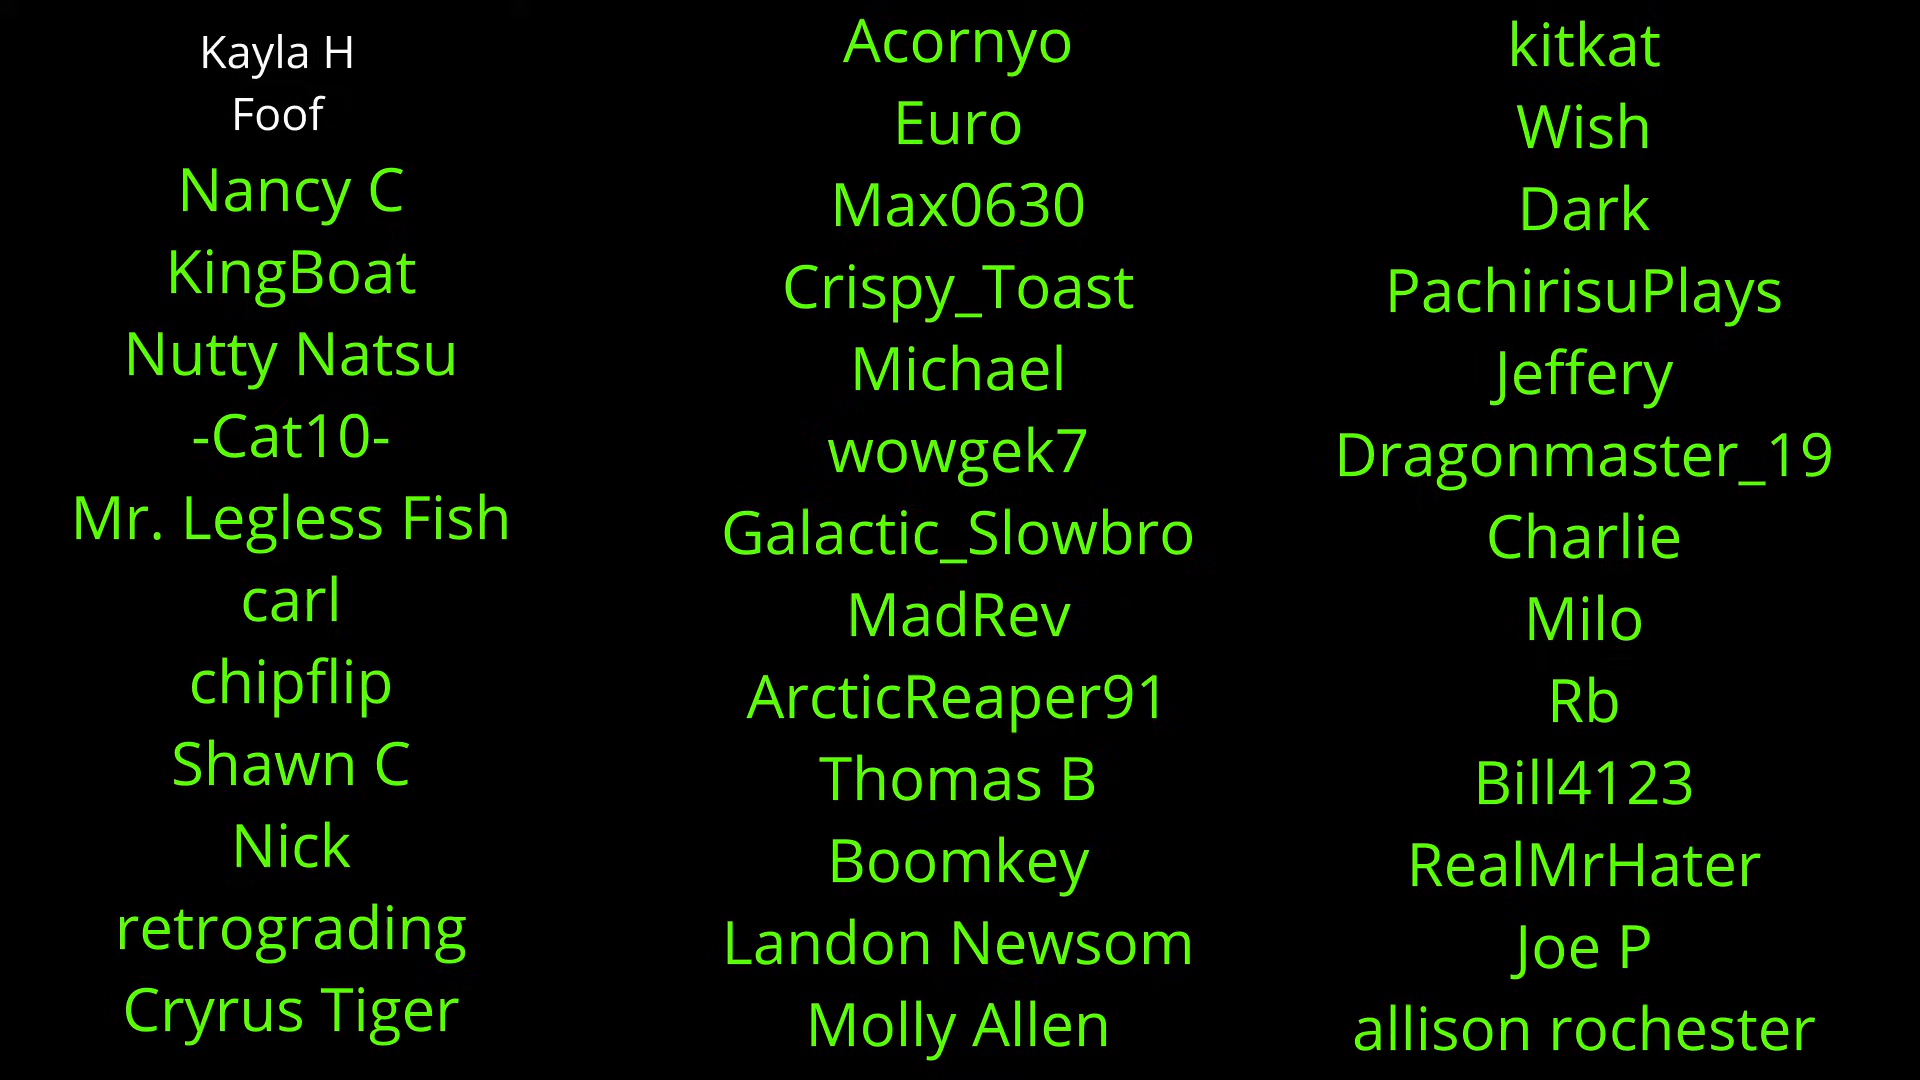 Kayla H
Foof
Nancy C
KingBoat
Nutty Natsu
-Cat10-
Mr. Legless Fish
carl
chipflip
Shawn C
Nick
retrograding
Cryrus Tiger
Acornyo
Euro
Max0630
Crispy_Toast
Michael
wowgek7
Galactic_Slowbro
MadRev
ArcticReaper91
Thomas B
Boomkey
Landon Newsom
Molly Allen
kitkat
Wish
Dark
PachirisuPlays
Jeffery
Dragonmaster_19
Charlie
Milo
Rb
Bill4123
RealMrHater
Joe P
allison rochester